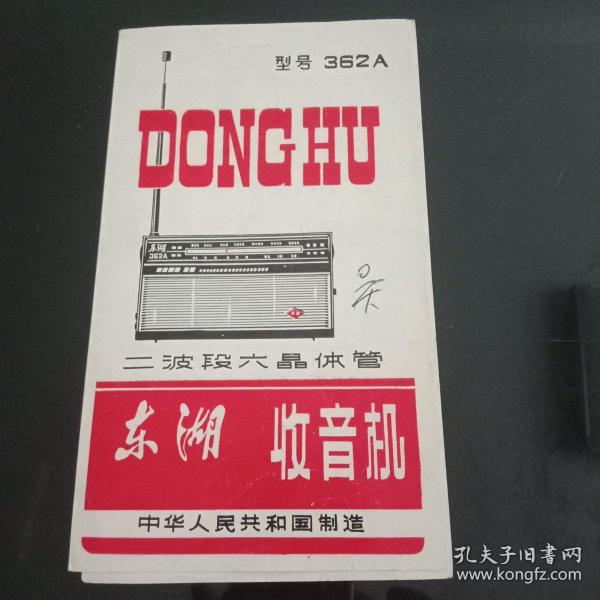 型号 362A
DONGHU
东湖
362A
二波段六晶体管
东湖 收音机
中华人民共和国制造
孔夫子旧书网
www.kongfz.com